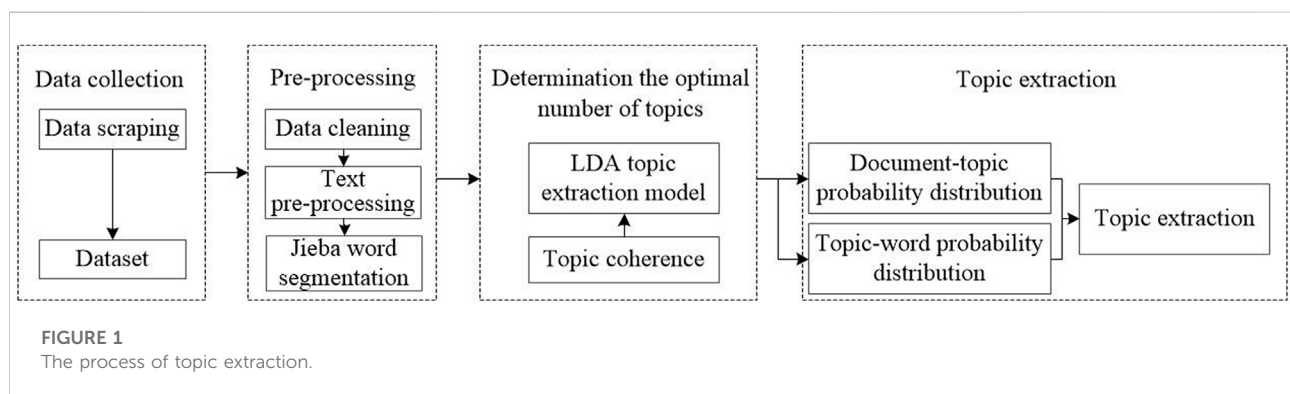 Data collection
Data scraping
Dataset
Pre-processing
Data cleaning
Text
pre-processing
Jieba word
segmentation
Determination the optimal
number of topics
LDA topic
extraction model
Topic coherence
Topic extraction
Document-topic
probability distribution
Topic-word probability
distribution
Topic extraction
FIGURE 1
The process of topic extraction.